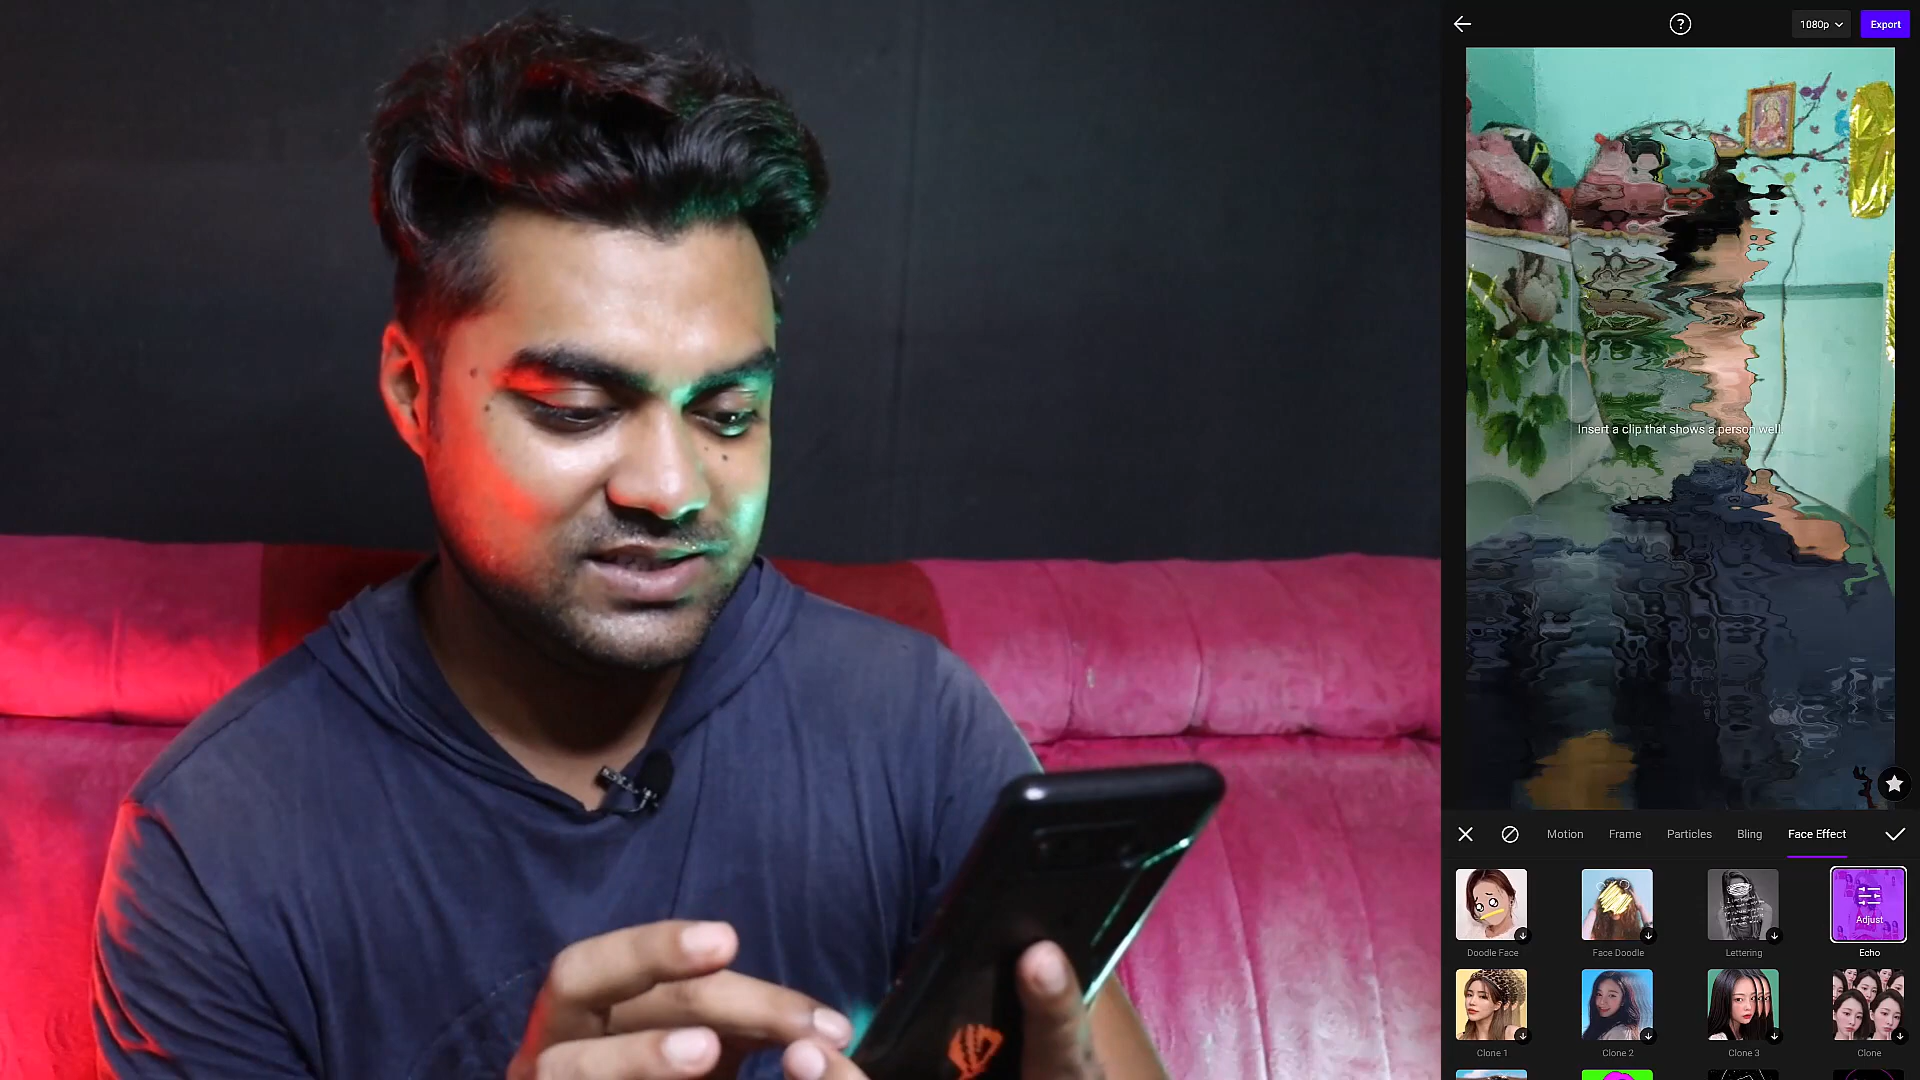 1080p
Export
Insert a clip that shows a person well.
Motion
Frame
Particles
Bling
Face Effect
Adjust
Doodle Face
Face Doodle
Lettering
Echo
Clone 1
Clone 2
Clone 3
Clone